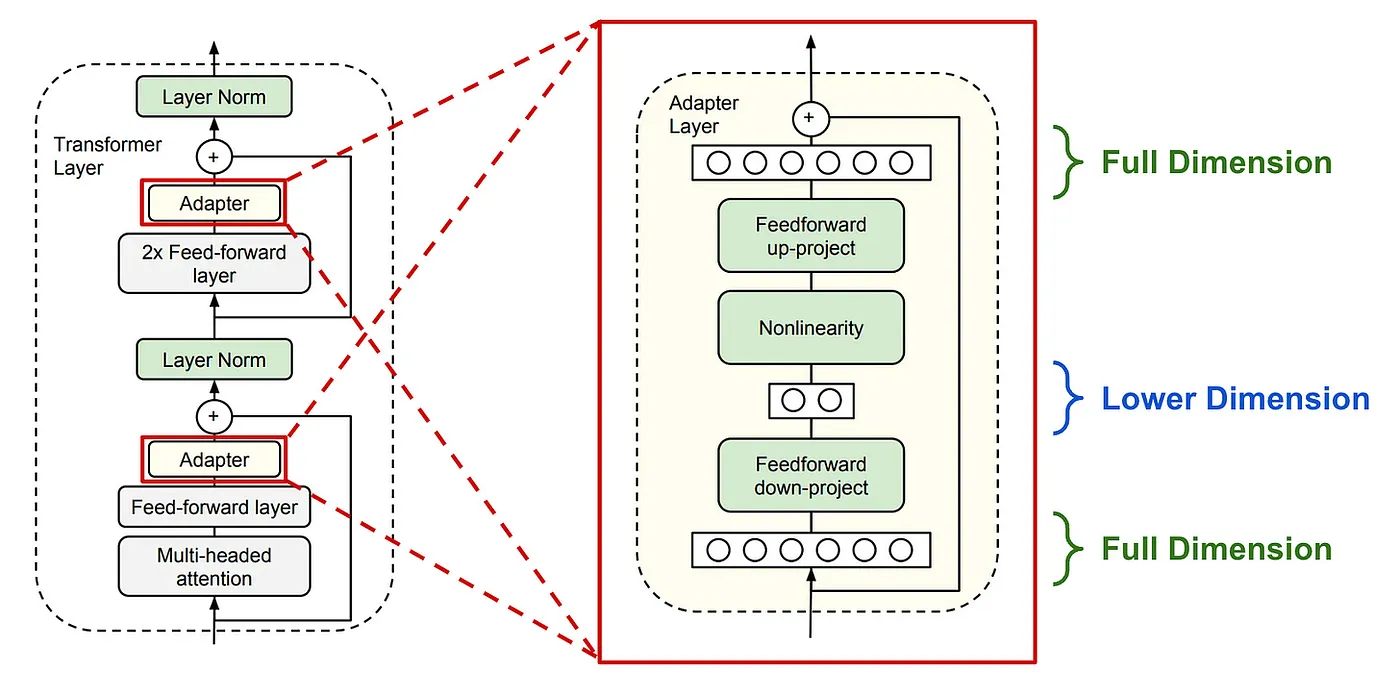 Layer Norm
Transformer
Layer
+
Adapter
2x Feed-forward
layer
Layer Norm
+
Adapter
Feed-forward layer
Multi-headed
attention
Adapter
Layer
+
Feedforward
up-project
Nonlinearity
Feedforward
down-project
Full Dimension
Lower Dimension
Full Dimension